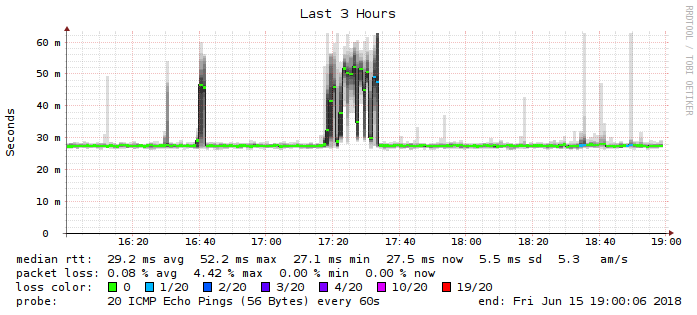 Last 3 Hours
RRDTOOL / TOBI OETIKER
Seconds
60 m
50 m
40 m
30 m
20 m
10 m
0
16:20 16:40 17:00 17:20 17:40 18:00 18:20 18:40 19:00
median rtt: 29.2 ms avg 52.2 ms max 27.1 ms min 27.5 ms now 5.5 ms sd 5.3 am/s
packet loss: 0.08 % avg 4.42 % max 0.00 % min 0.00 % now
loss color: 0 1/20 2/20 3/20 4/20 10/20 19/20
probe: 20 ICMP Echo Pings (56 Bytes) every 60s end: Fri Jun 15 19:00:06 2018